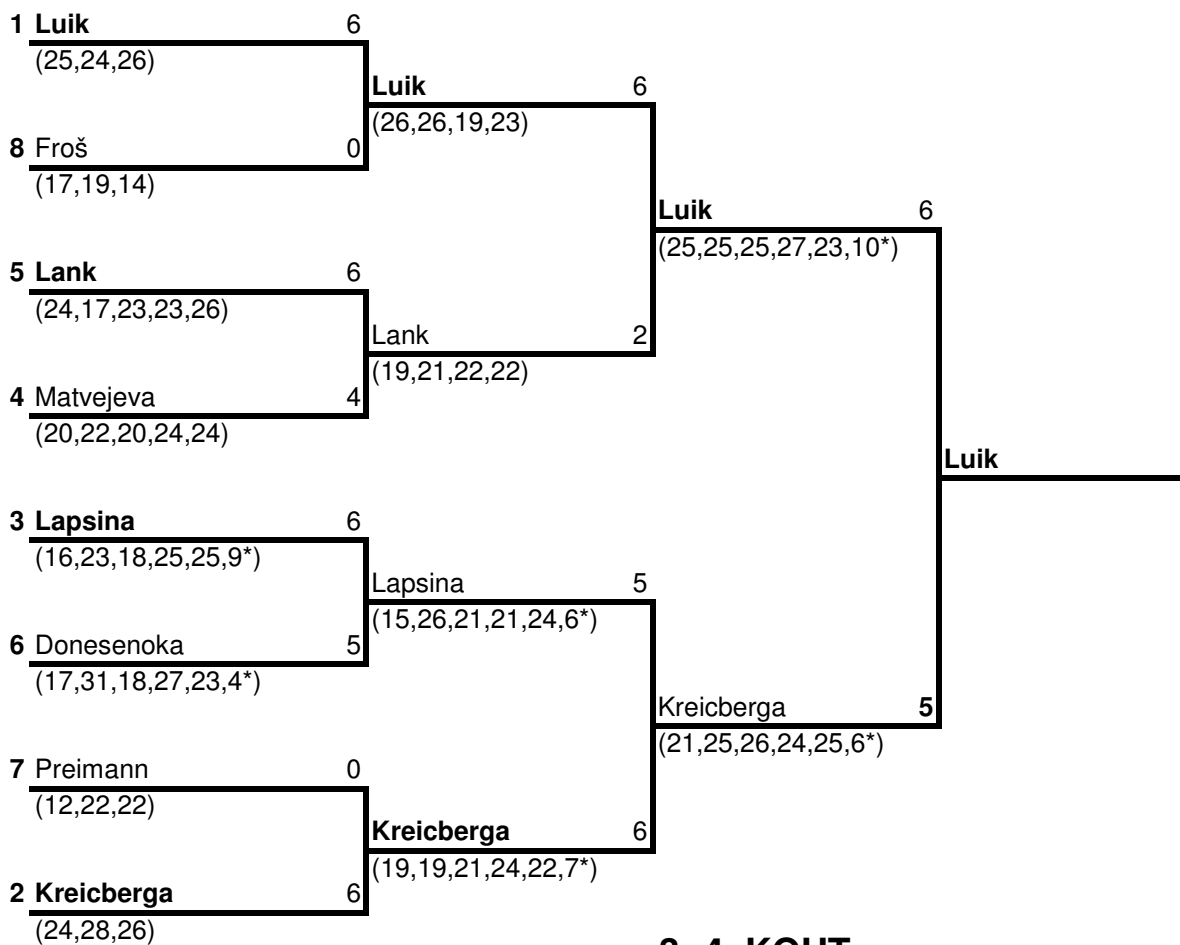 1 Luik 6
(25,24,26)
Luik 6
(26,26,19,23)
8 Froš 0
(17,19,14)
Luik 6
(25,25,25,27,23,10*)
5 Lank 6
(24,17,23,23,26)
Lank 2
(19,21,22,22)
4 Matvejeva 4
(20,22,20,24,24)
Luik
3 Lapsina 6
(16,23,18,25,25,9*)
Lapsina 5
(15,26,21,21,24,6*)
6 Donesenoka 5
(17,31,18,27,23,4*)
Kreicberga 5
(21,25,26,24,25,6*)
7 Preimann 0
(12,22,22)
Kreicberga 6
(19,19,21,24,22,7*)
2 Kreicberga 6
(24,28,26)